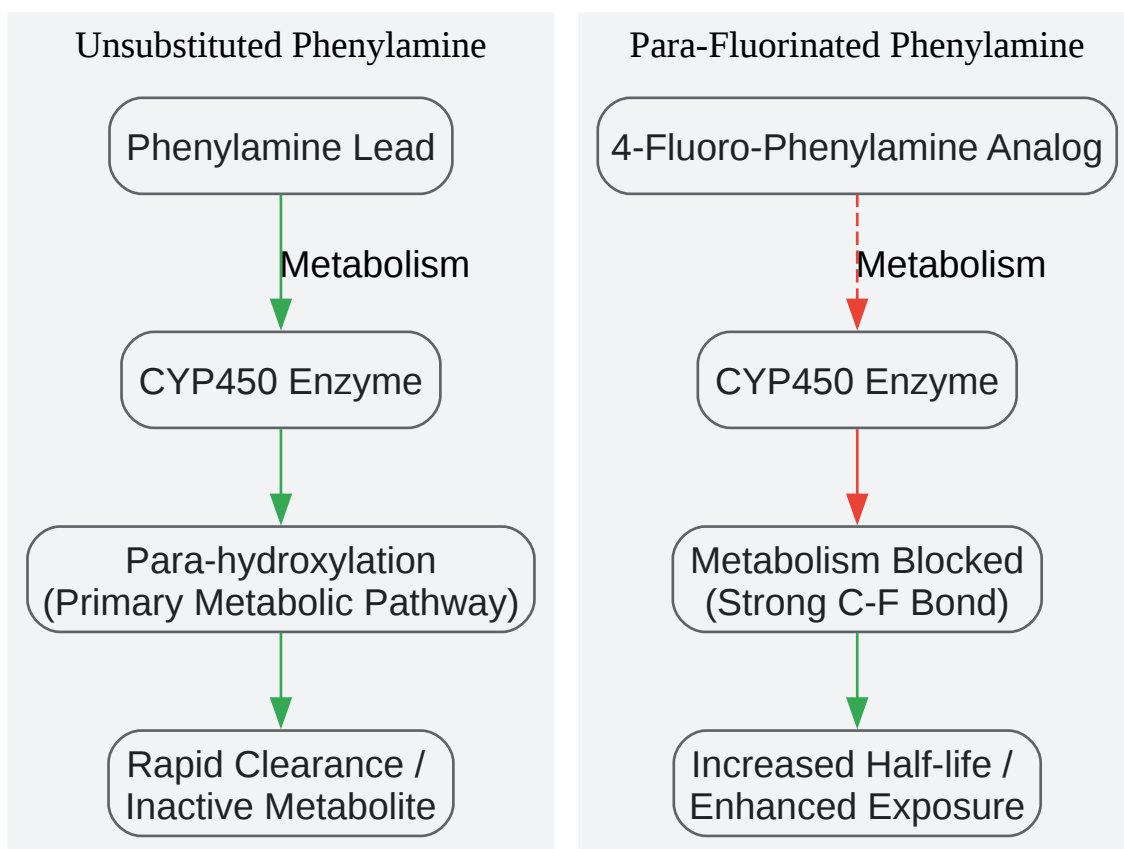 Unsubstituted Phenylamine
Phenylamine Lead
Metabolism
CYP450 Enzyme
Para-hydroxylation
(Primary Metabolic Pathway)
Rapid Clearance /
Inactive Metabolite
Para-Fluorinated Phenylamine
4-Fluoro-Phenylamine Analog
Metabolism
CYP450 Enzyme
Metabolism Blocked
(Strong C-F Bond)
Increased Half-life /
Enhanced Exposure